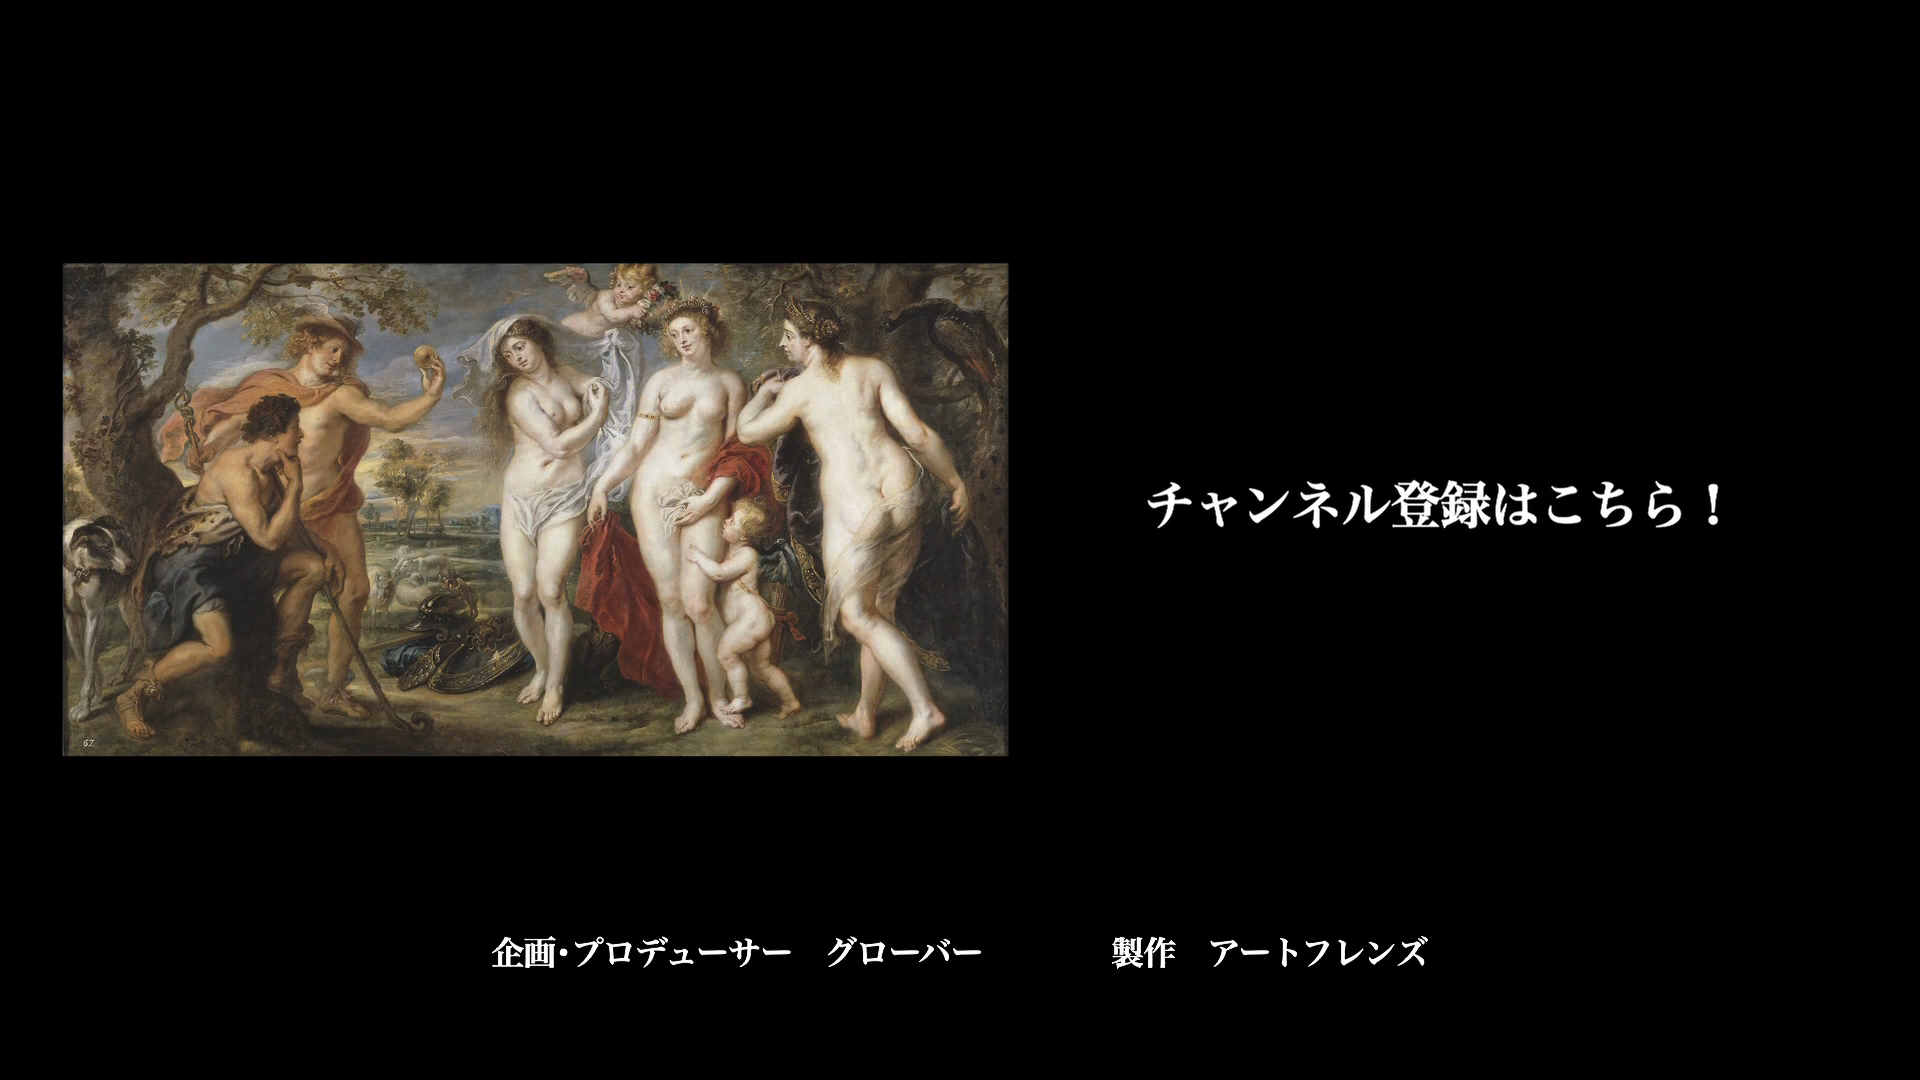 チャンネル登録はこちら！
67.
企画・プロデューサー　グローバー　　　　製作　アートフレンズ